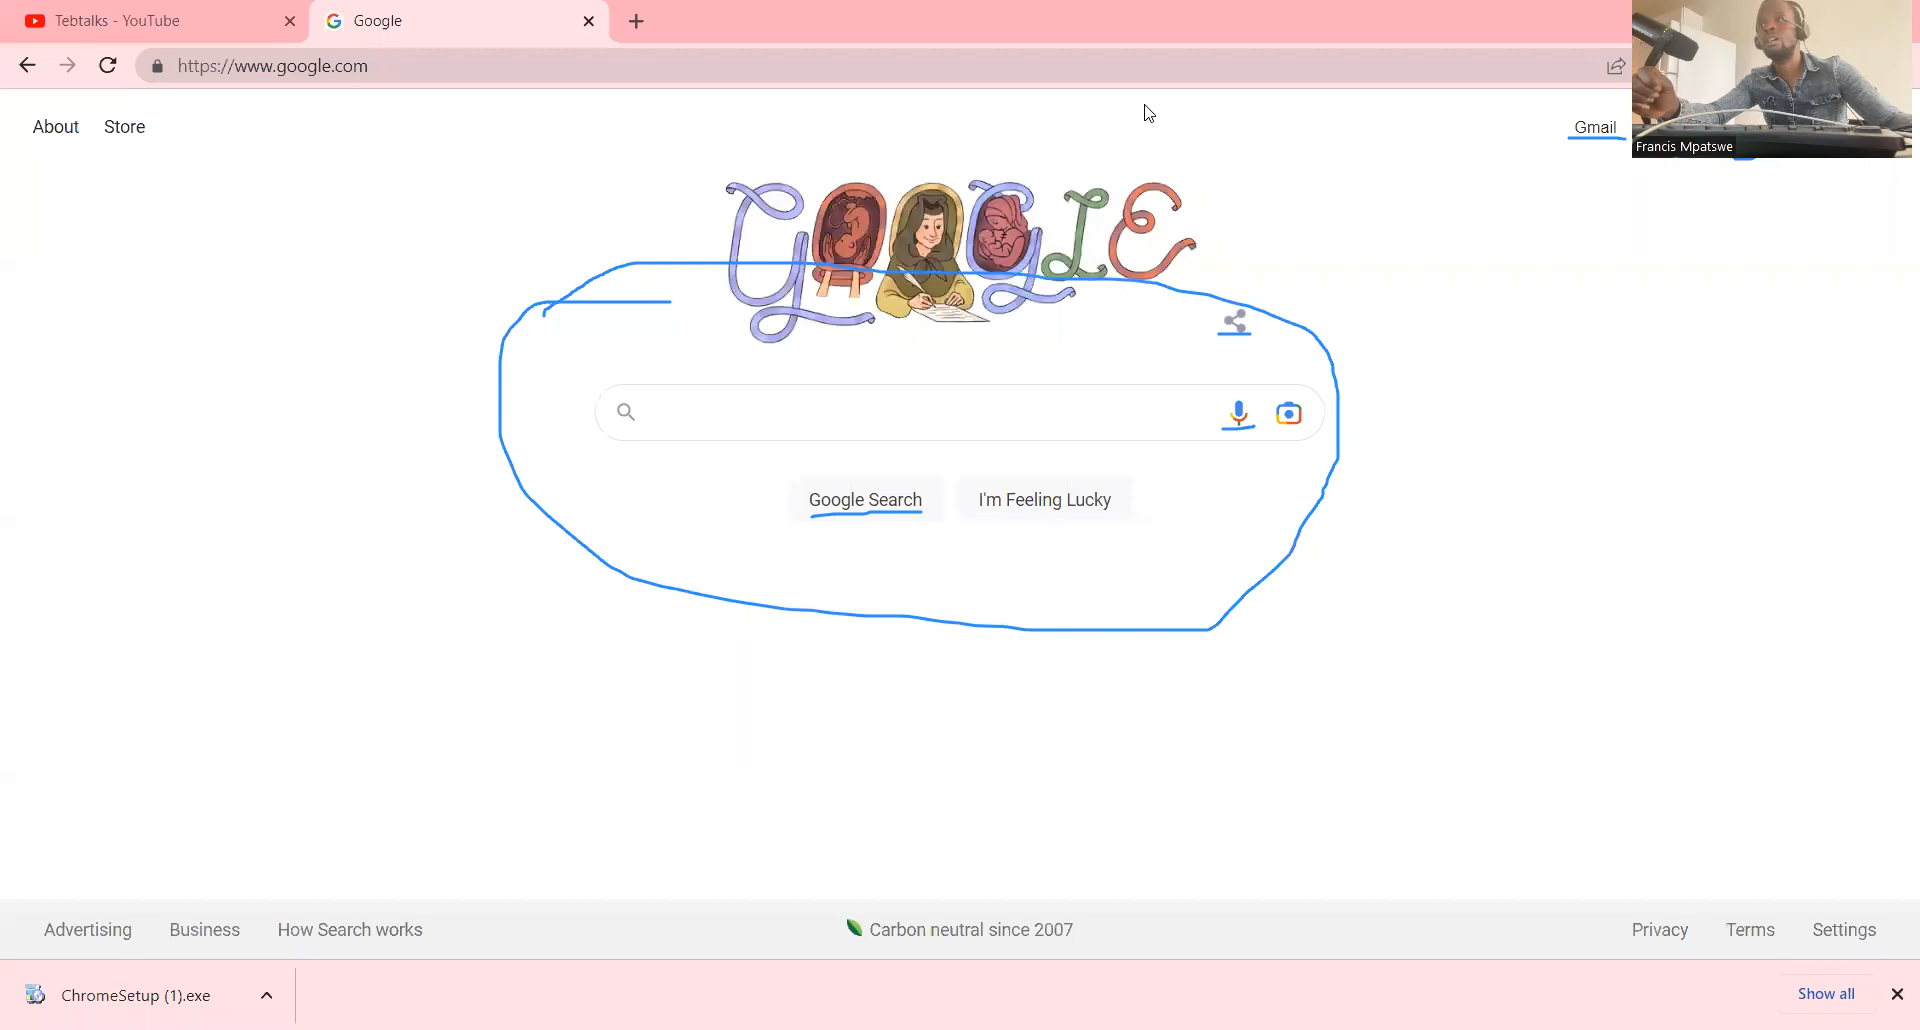 Tebtalks - YouTube
Google
https://www.google.com
About Store
Gmail
Francis Mpatswe
GOOGLE
Google Search
I'm Feeling Lucky
Advertising Business How Search works
Carbon neutral since 2007
Privacy Terms Settings
ChromeSetup (1).exe
Show all